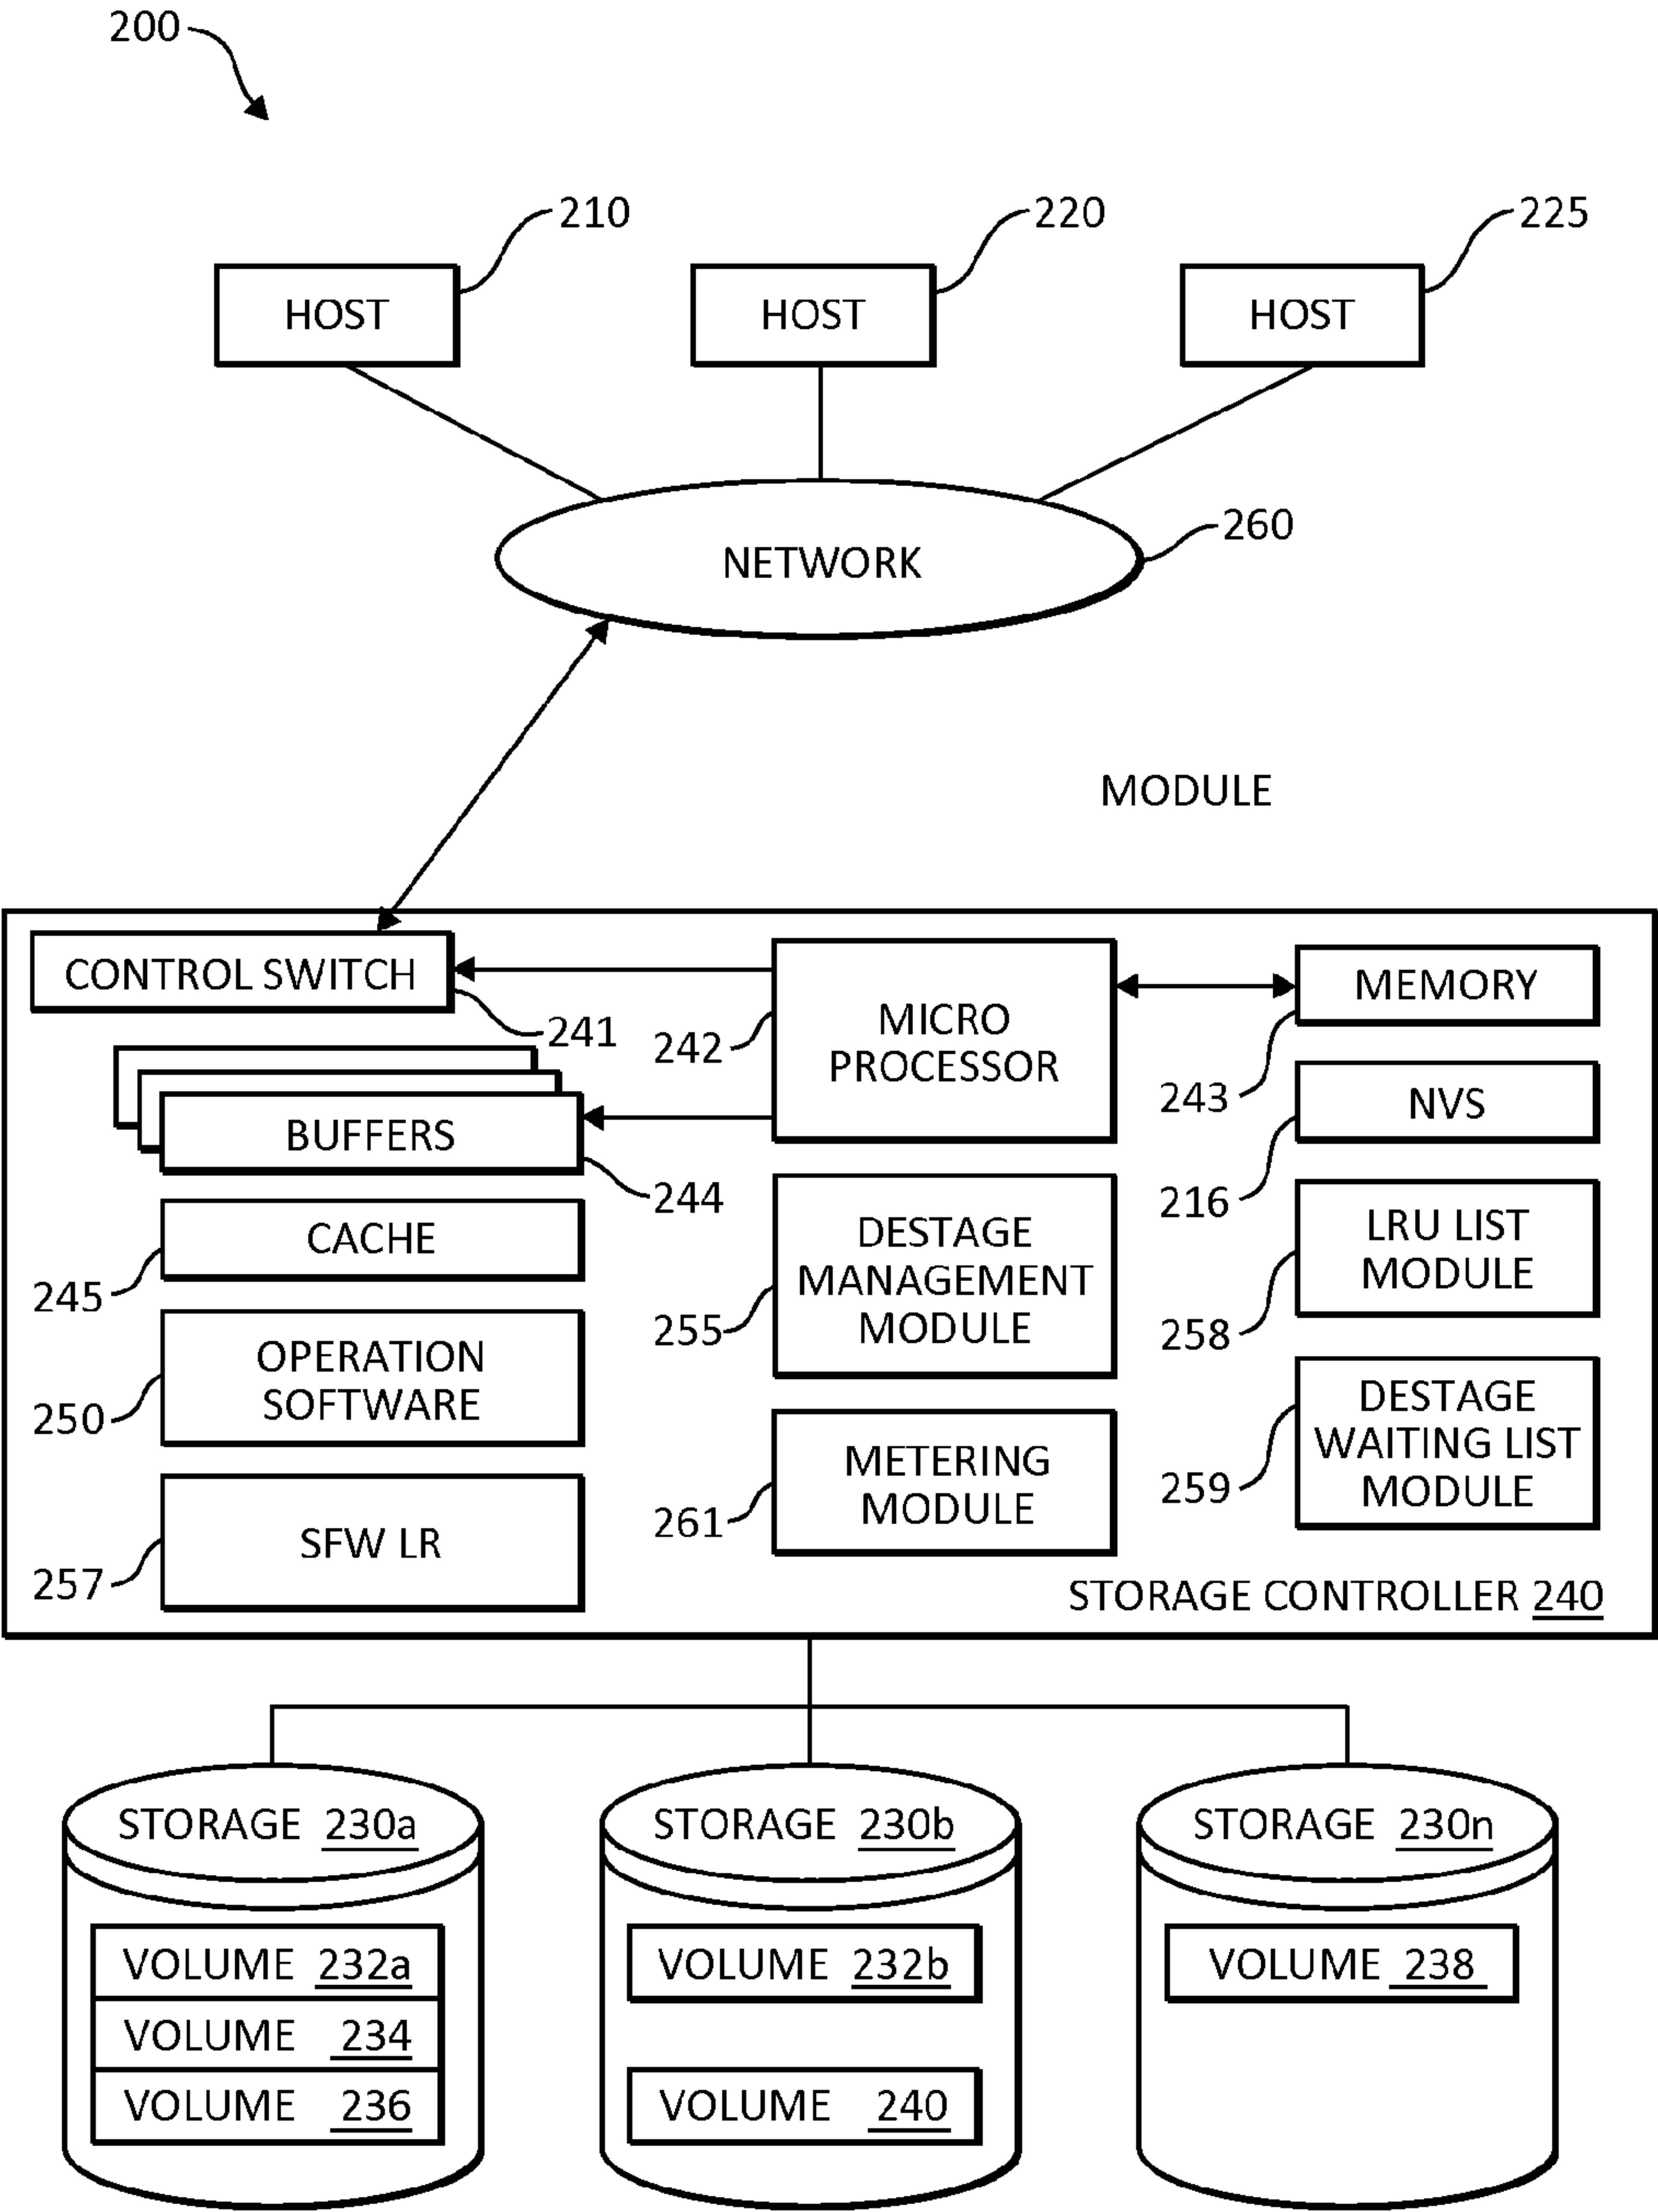 200
210
220
225
HOST
HOST
HOST
260
NETWORK
MODULE
CONTROL SWITCH
241
BUFFERS
244
CACHE
245
OPERATION
SOFTWARE
250
SFW LR
257
MICRO
PROCESSOR
242
DESTAGE
MANAGEMENT
MODULE
255
METERING
MODULE
261
MEMORY
243
NVS
216
LRU LIST
MODULE
258
DESTAGE
WAITING LIST
MODULE
259
STORAGE CONTROLLER 240
STORAGE 230a
VOLUME 232a
VOLUME 234
VOLUME 236
STORAGE 230b
VOLUME 232b
VOLUME 240
STORAGE 230n
VOLUME 238